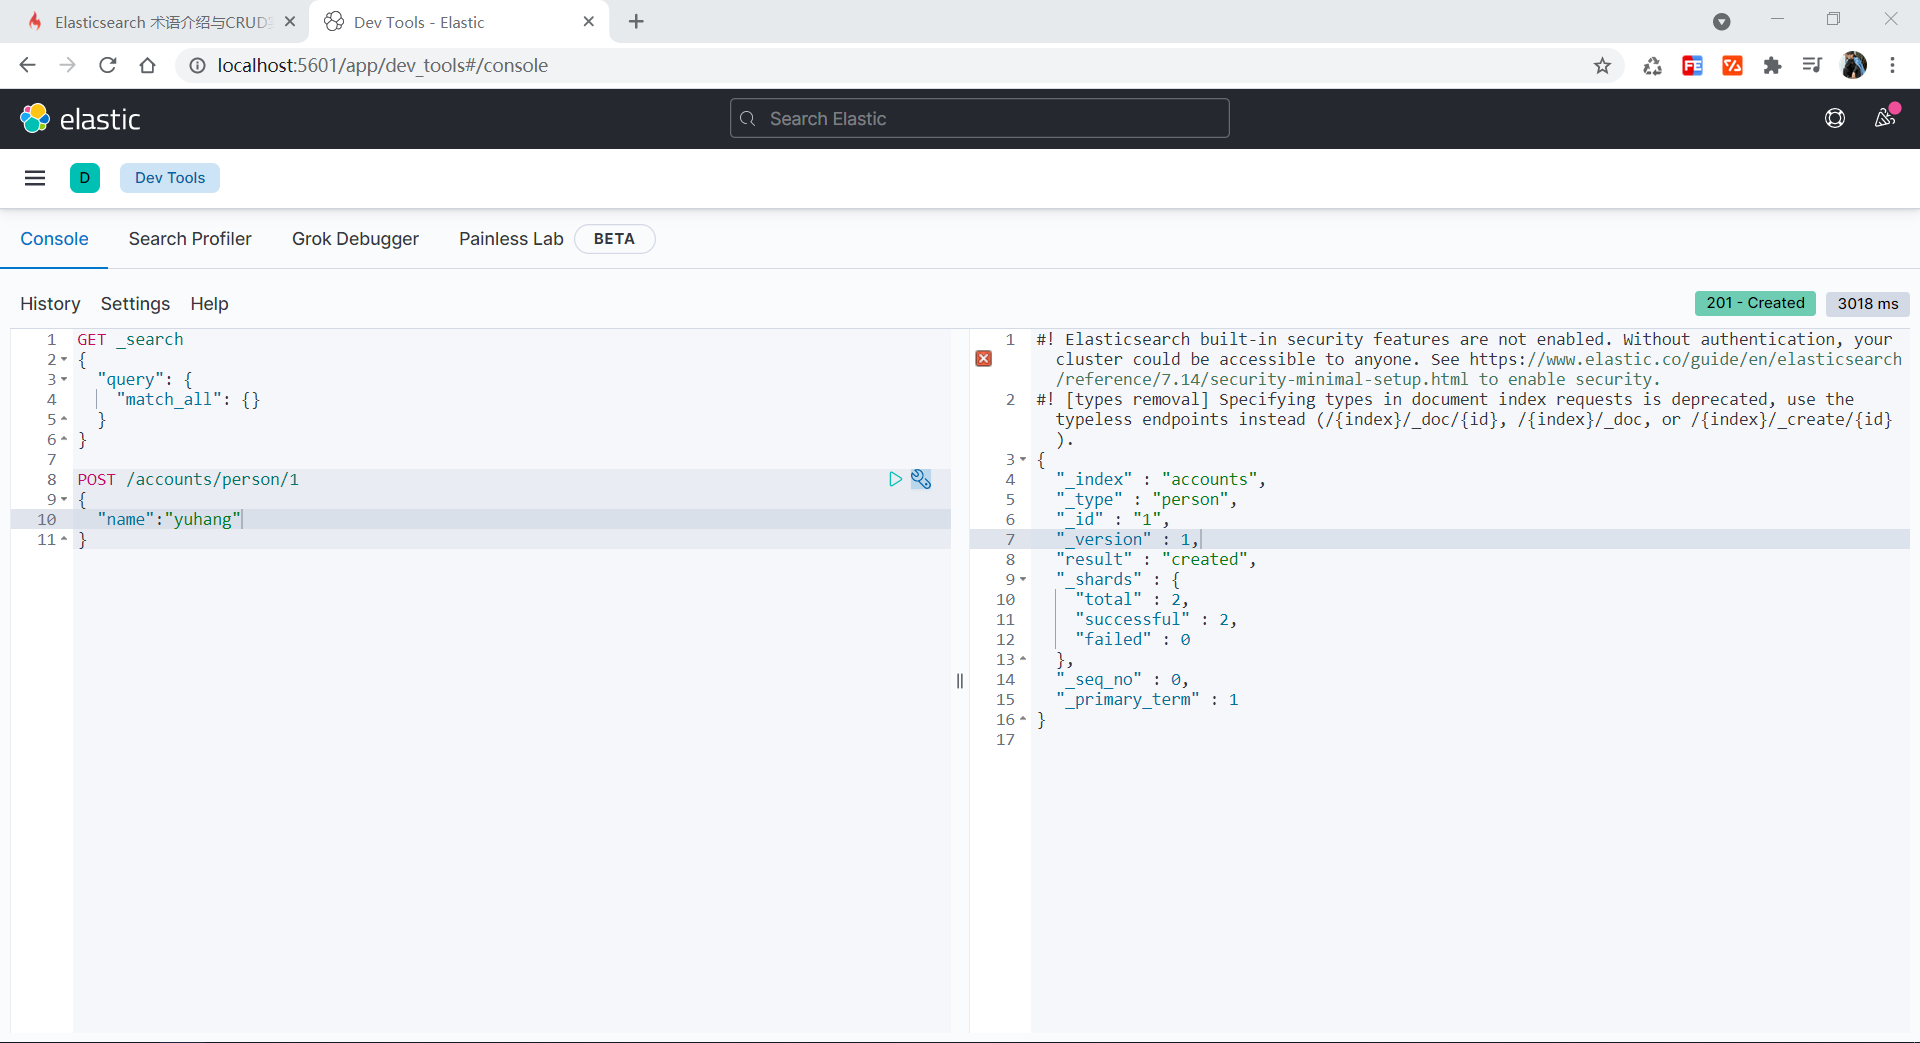 Elasticsearch 术语介绍与CRUD
Dev Tools - Elastic
localhost:5601/app/dev_tools#/console
FE
elastic
Search Elastic
D
Dev Tools
Console
Search Profiler
Grok Debugger
Painless Lab
BETA
History
Settings
Help
201 - Created
3018 ms
1 GET _search
2 {
3 "query": {
4 "match_all": {}
5 }
6 }
7
8 POST /accounts/person/1
9 {
10 "name":"yuhang"
11 }
1 #! Elasticsearch built-in security features are not enabled. Without authentication, your
cluster could be accessible to anyone. See https://www.elastic.co/guide/en/elasticsearch
/reference/7.14/security-minimal-setup.html to enable security.
2 #! [types removal] Specifying types in document index requests is deprecated, use the
typeless endpoints instead (/{index}/_doc/{id}, /{index}/_doc, or /{index}/_create/{id}
).
3 {
4 "_index" : "accounts",
5 "_type" : "person",
6 "_id" : "1",
7 "_version" : 1,
8 "result" : "created",
9 "_shards" : {
10 "total" : 2,
11 "successful" : 2,
12 "failed" : 0
13 },
14 "_seq_no" : 0,
15 "_primary_term" : 1
16 }
17